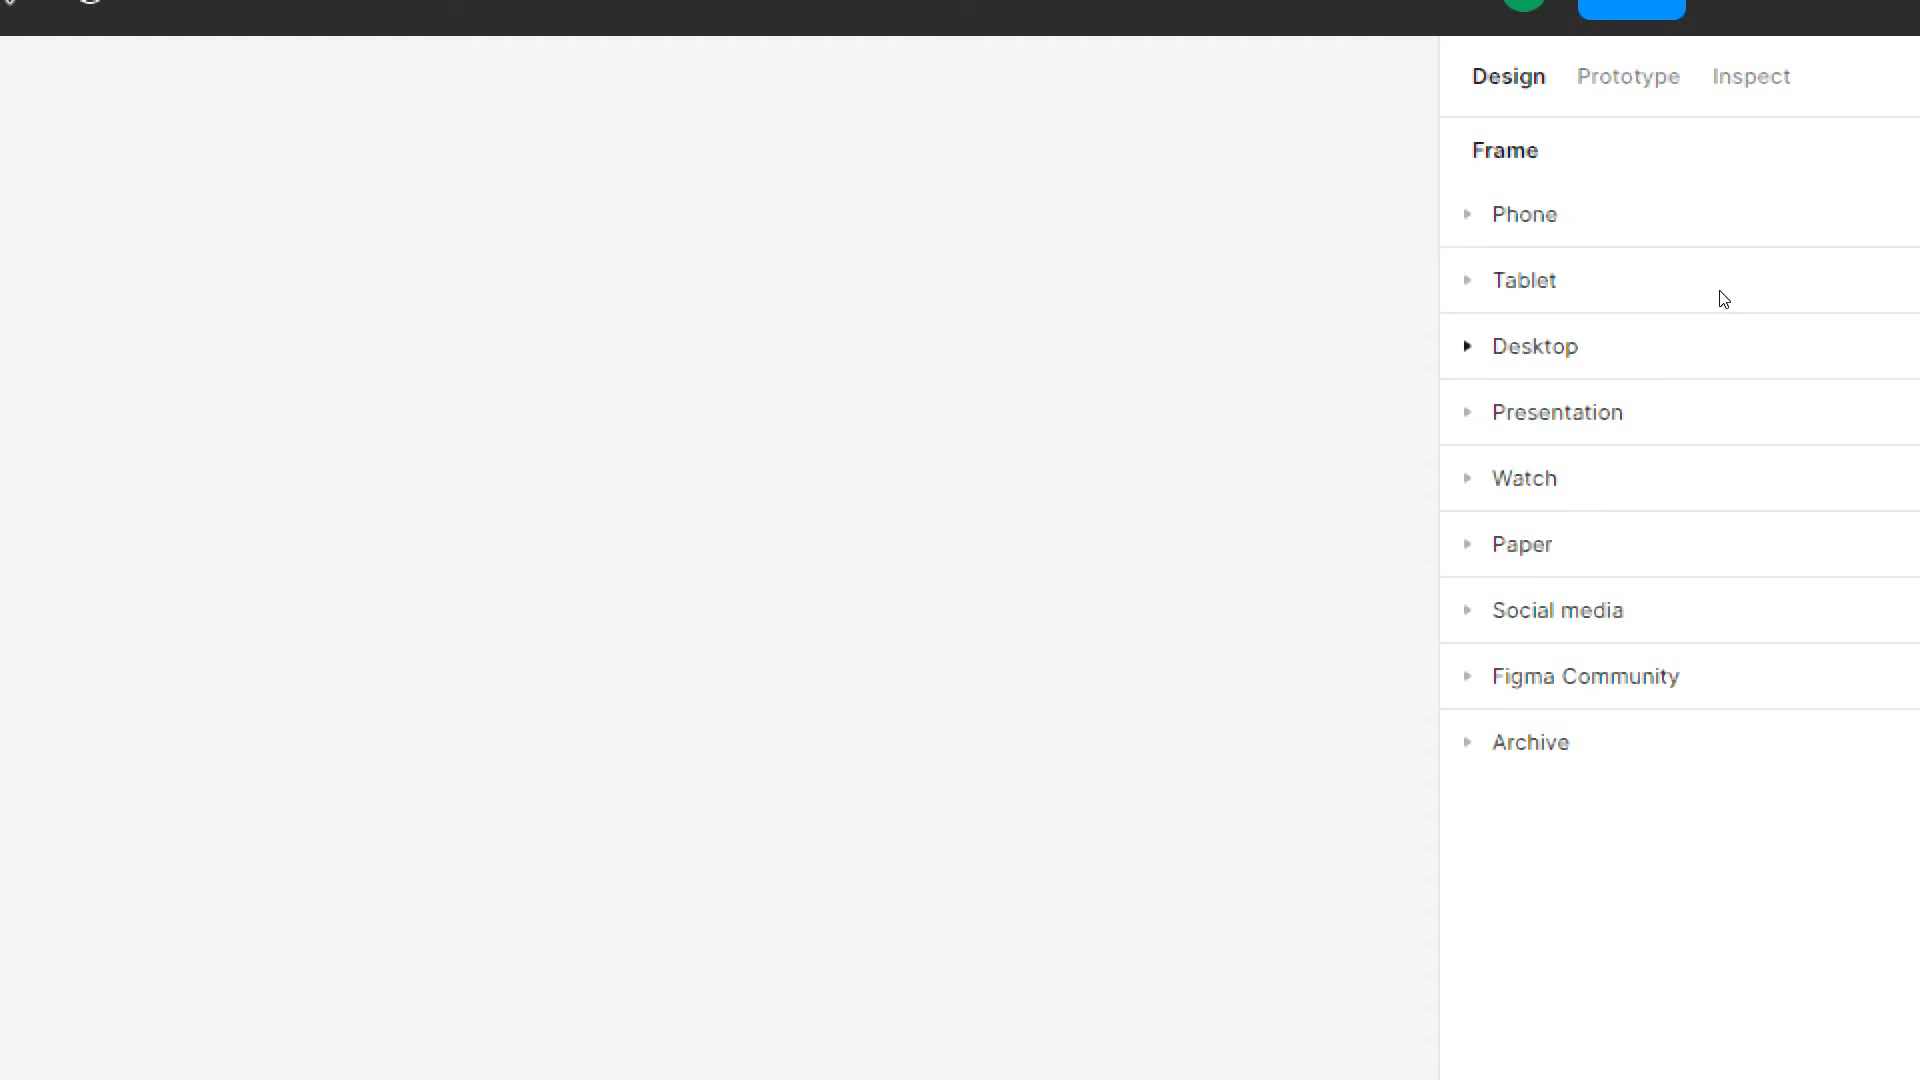 Design Prototype Inspect
Frame
Phone
Tablet
Desktop
Presentation
Watch
Paper
Social media
Figma Community
Archive